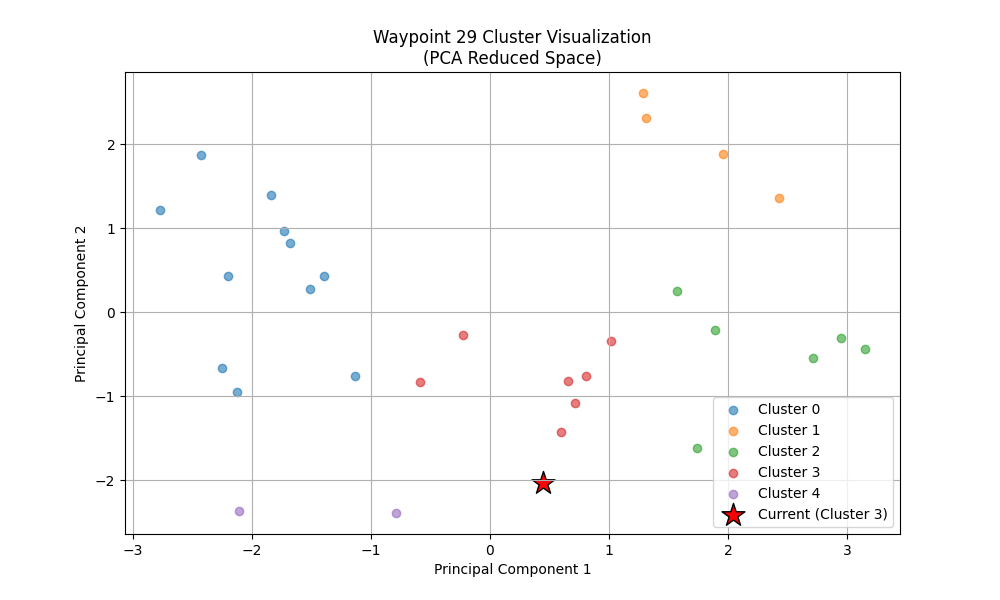 Waypoint 29 Cluster Visualization
(PCA Reduced Space)
Principal Component 2
2
1
0
−1
−2
Cluster 0
Cluster 1
Cluster 2
Cluster 3
Cluster 4
Current (Cluster 3)
−3
−2
−1
0
1
2
3
Principal Component 1